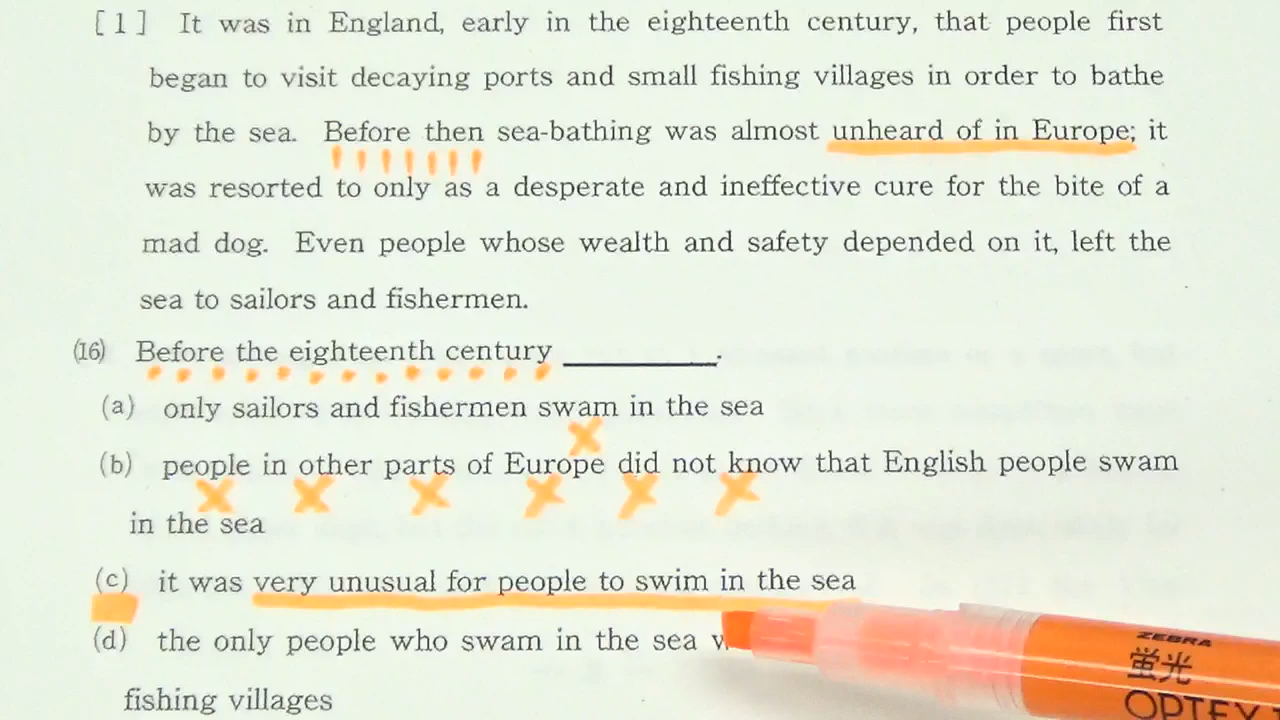 [1] It was in England, early in the eighteenth century, that people first
began to visit decaying ports and small fishing villages in order to bathe
by the sea. Before then sea-bathing was almost unheard of in Europe; it
was resorted to only as a desperate and ineffective cure for the bite of a
mad dog. Even people whose wealth and safety depended on it, left the
sea to sailors and fishermen.
(16) Before the eighteenth century ________.
(a) only sailors and fishermen swam in the sea
(b) people in other parts of Europe did not know that English people swam
in the sea
(c) it was very unusual for people to swim in the sea
(d) the only people who swam in the sea
fishing villages
ZEBRA
蛍光
OPTEX